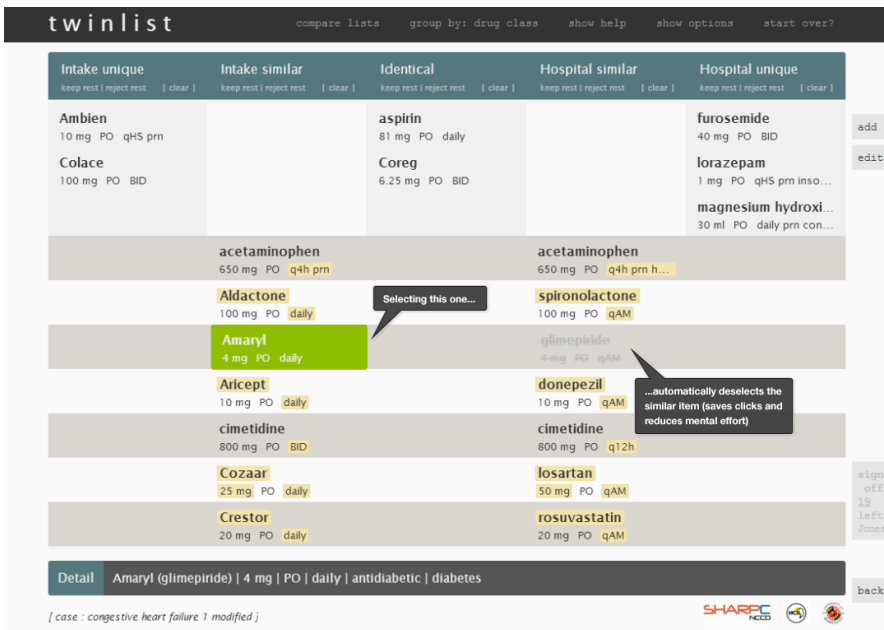 twinlist compare lists group by: drug class show help show options start over?
Intake unique Intake similar Identical Hospital similar Hospital unique
keep rest | reject rest [ clear ] keep rest | reject rest [ clear ] keep rest | reject rest [ clear ] keep rest | reject rest [ clear ] keep rest | reject rest [ clear ]
Ambien aspirin furosemide
10 mg PO qHS prn 81 mg PO daily 40 mg PO BID
add
Colace Coreg lorazepam
edit
100 mg PO BID 6.25 mg PO BID 1 mg PO qHS prn inso...
magnesium hydroxi...
30 ml PO daily prn con...
acetaminophen acetaminophen
650 mg PO q4h prn 650 mg PO q4h prn h...
Aldactone Selecting this one... spironolactone
100 mg PO daily 100 mg PO qAM
Amaryl glimepiride
4 mg PO daily 4 mg PO qAM
Aricept donepezil
10 mg PO daily 10 mg PO qAM
...automatically deselects the
similar item (saves clicks and
reduces mental effort)
cimetidine cimetidine
800 mg PO BID 800 mg PO q12h
Cozaar losartan
25 mg PO daily 50 mg PO qAM
sign
off
19
left
Jones
Crestor rosuvastatin
20 mg PO daily 20 mg PO qAM
Detail Amaryl (glimepiride) | 4 mg | PO | daily | antidiabetic | diabetes
back
[ case : congestive heart failure 1 modified ]
SHARPC
NCCD